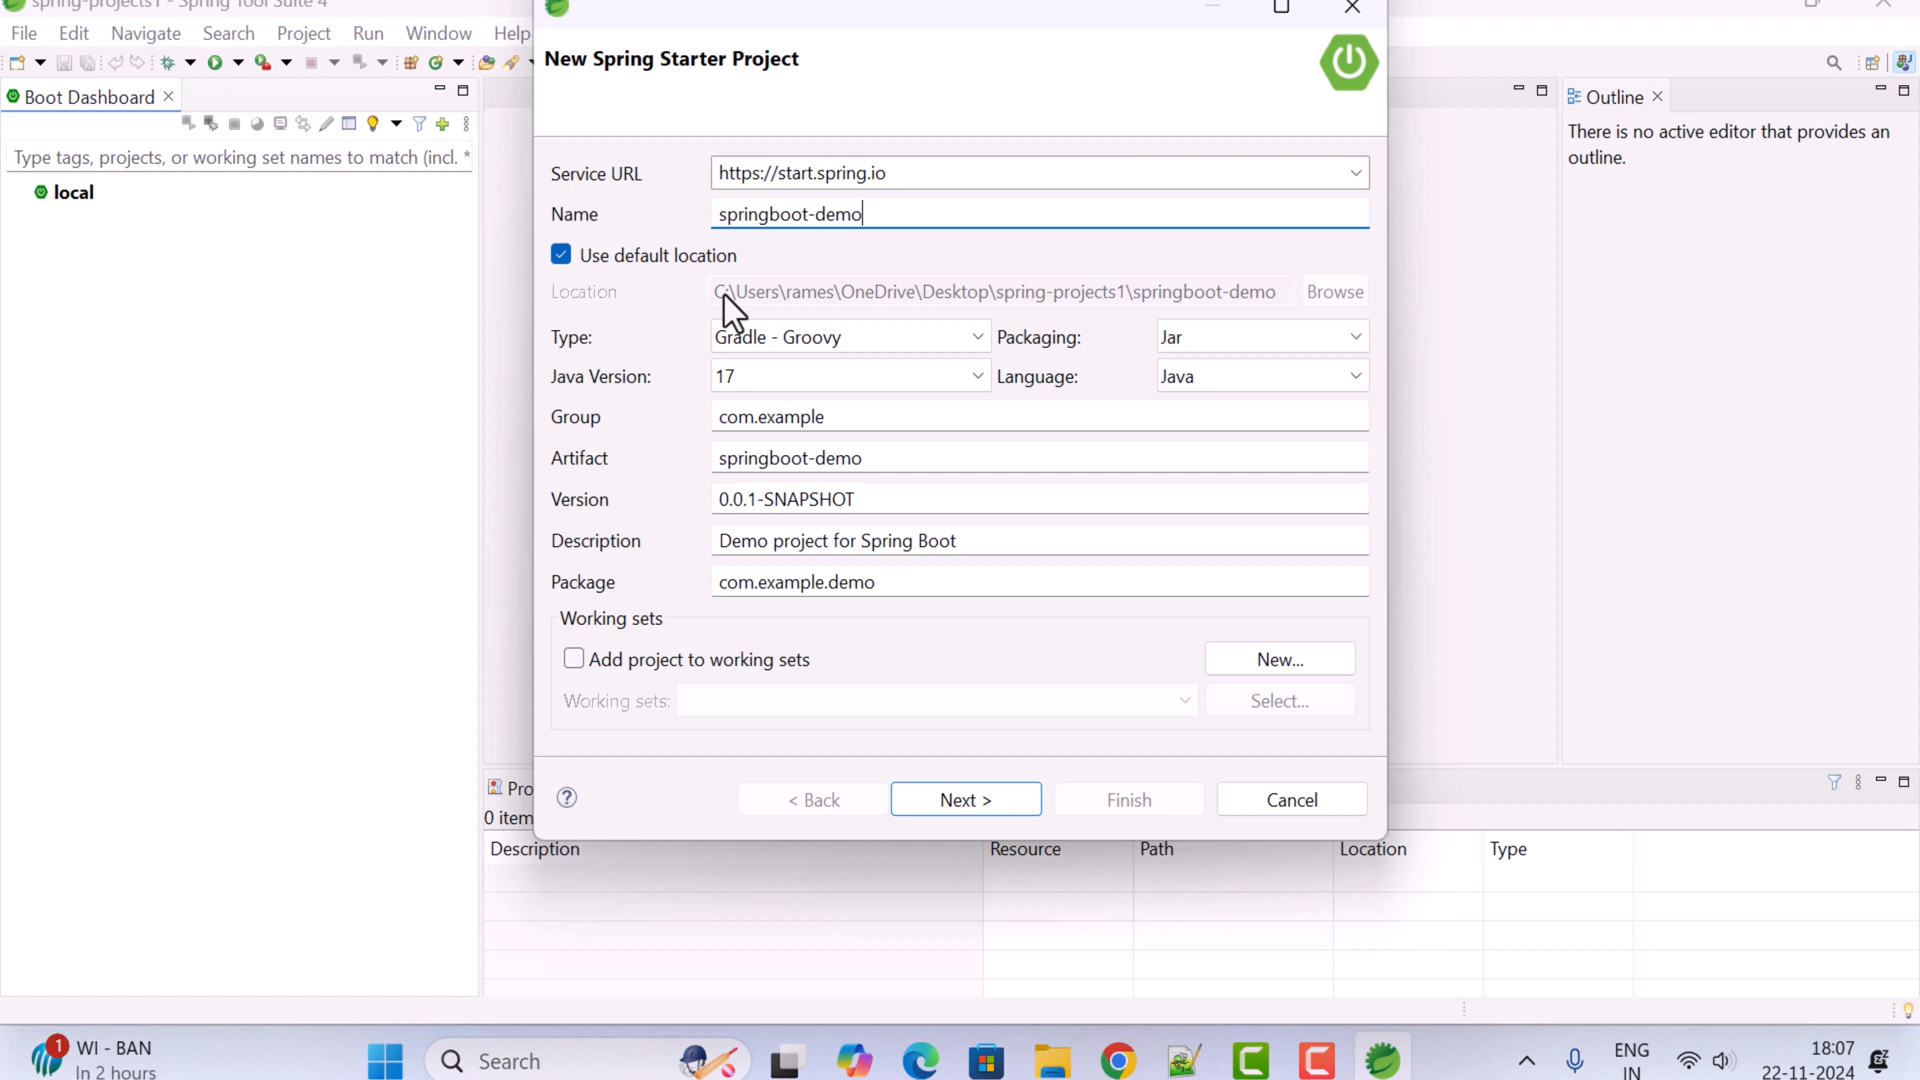 spring-projects1 - Spring Tool Suite 4
File Edit Navigate Search Project Run Window Help
New Spring Starter Project
Boot Dashboard
Outline
Type tags, projects, or working set names to match (incl. *
There is no active editor that provides an
outline.
local
Service URL https://start.spring.io
Name springboot-demo
Use default location
Location C:\Users\rames\OneDrive\Desktop\spring-projects1\springboot-demo Browse
Type: Gradle - Groovy Packaging: Jar
Java Version: 17 Language: Java
Group com.example
Artifact springboot-demo
Version 0.0.1-SNAPSHOT
Description Demo project for Spring Boot
Package com.example.demo
Working sets
Add project to working sets New...
Working sets: Select...
< Back Next > Finish Cancel
Pro
0 item
Description Resource Path Location Type
1 WI - BAN
In 2 hours
Search
ENG
IN
18:07
22-11-2024